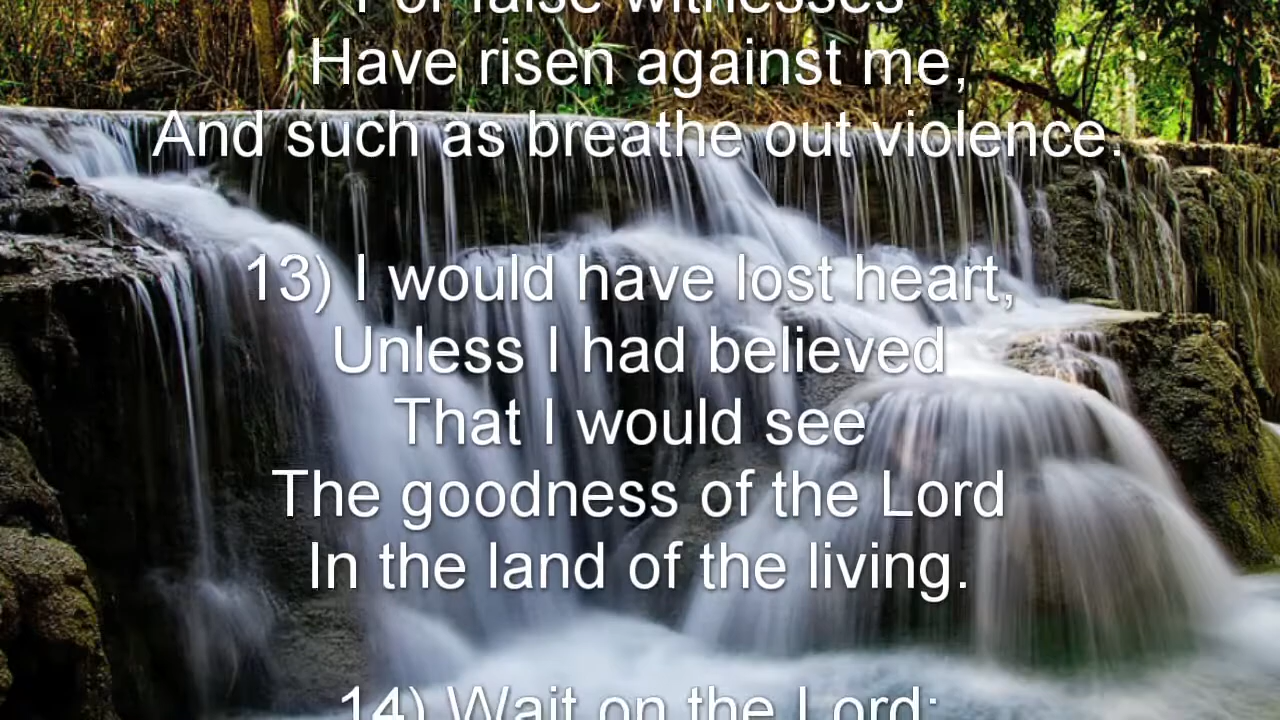 For false witnesses
Have risen against me,
And such as breathe out violence.
13) I would have lost heart,
Unless I had believed
That I would see
The goodness of the Lord
In the land of the living.
14) Wait on the Lord;